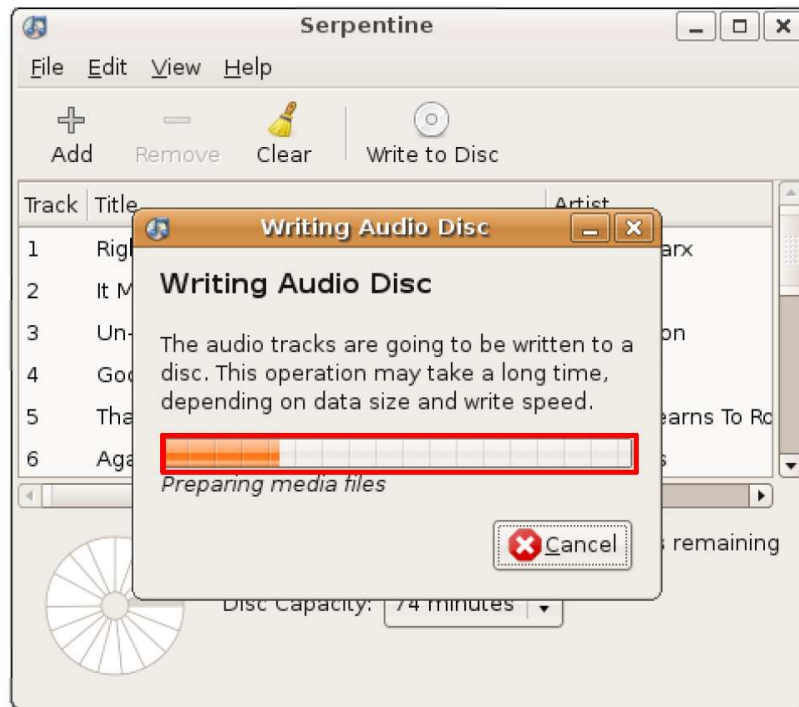 Serpentine
File Edit View Help
Add Remove Clear Write to Disc
Track Title Artist
Writing Audio Disc
1
2 It
3
4
5
6
arx
on
earns To
Writing Audio Disc
The audio tracks are going to be written to a
disc. This operation may take a long time,
depending on data size and write speed.
Preparing media files
Cancel
remaining
Disc Capacity: 74 minutes